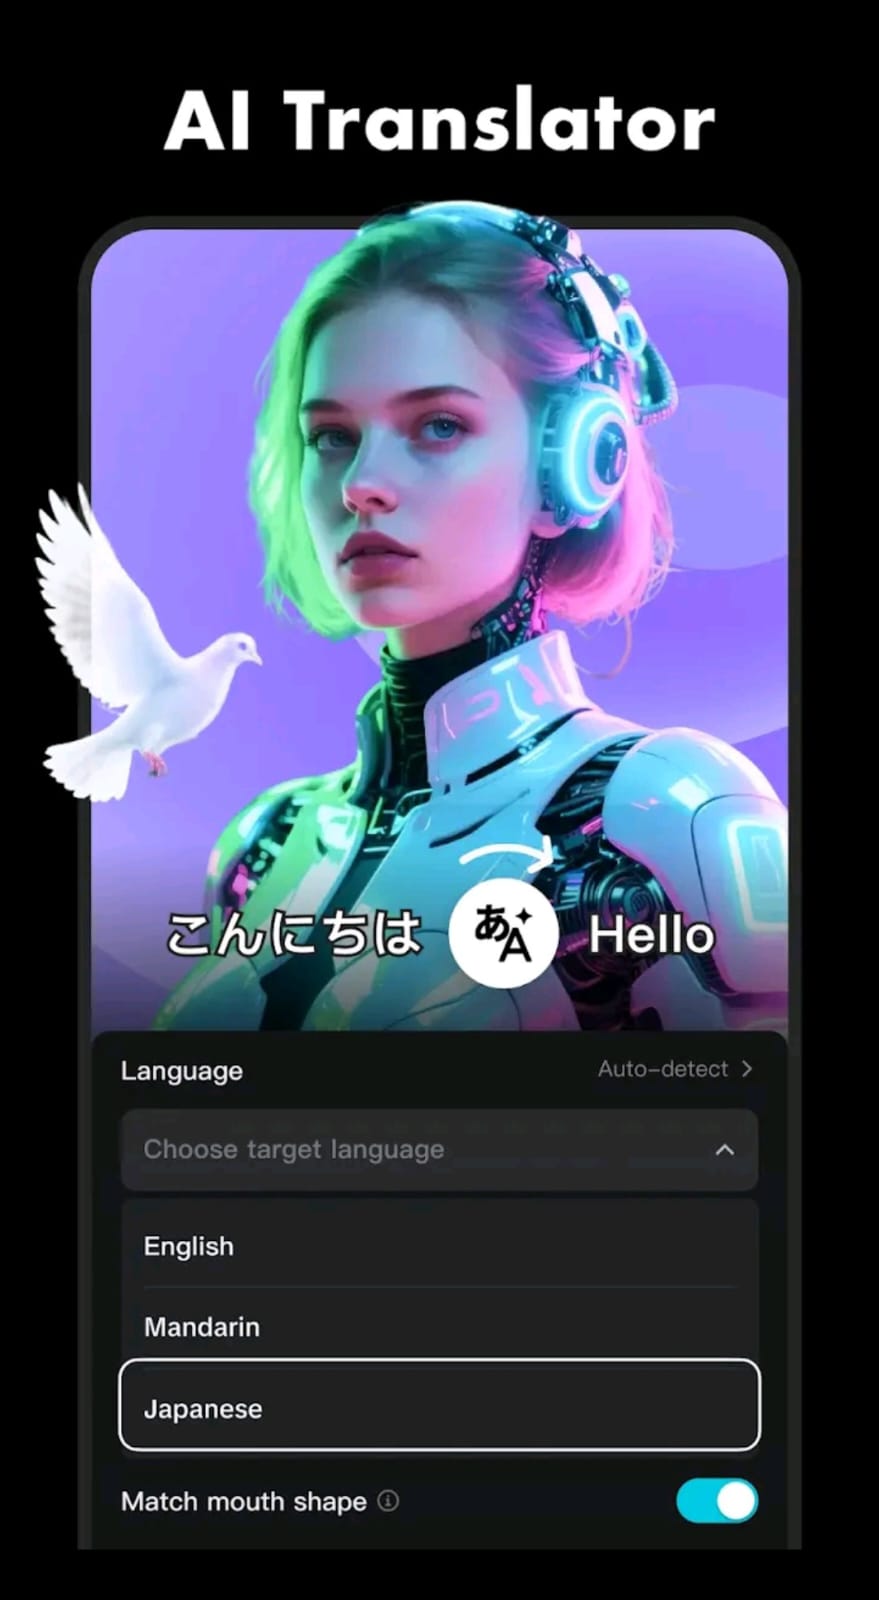 AI Translator
こんにちは あA Hello
Language Auto-detect
Choose target language
English
Mandarin
Japanese
Match mouth shape